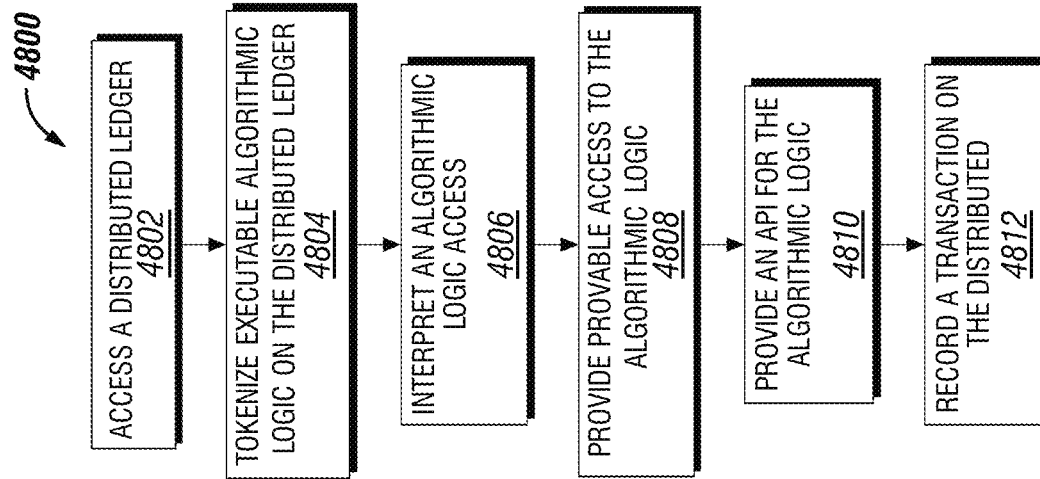 4800
ACCESS A DISTRIBUTED LEDGER
4802
TOKENIZE EXECUTABLE ALGORITHMIC
LOGIC ON THE DISTRIBUTED LEDGER
4804
INTERPRET AN ALGORITHMIC
LOGIC ACCESS
4806
PROVIDE PROVABLE ACCESS TO THE
ALGORITHMIC LOGIC
4808
PROVIDE AN API FOR THE
ALGORITHMIC LOGIC
4810
RECORD A TRANSACTION ON
THE DISTRIBUTED
4812